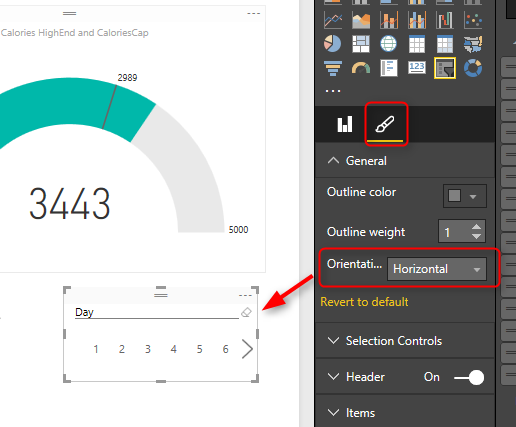 Calories HighEnd and CaloriesCap
2989
3443
5000
Day
1 2 3 4 5 6
123
General
Outline color
Outline weight 1
Orientati... Horizontal
Revert to default
Selection Controls
Header On
Items